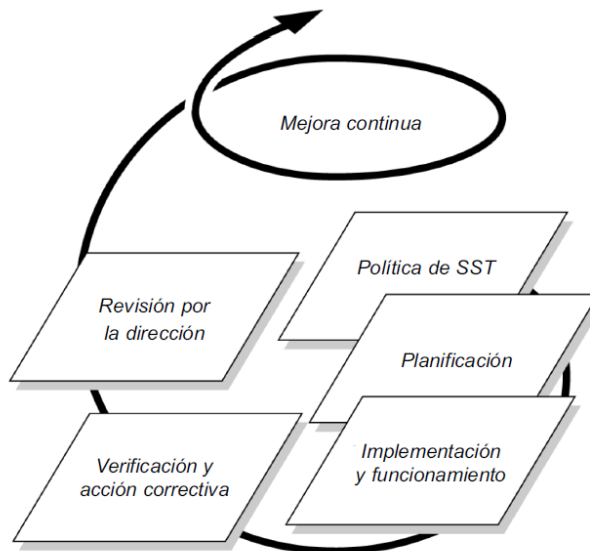 Mejora continua
Política de SST
Planificación
Implementación
y funcionamiento
Verificación y
acción correctiva
Revisión por
la dirección